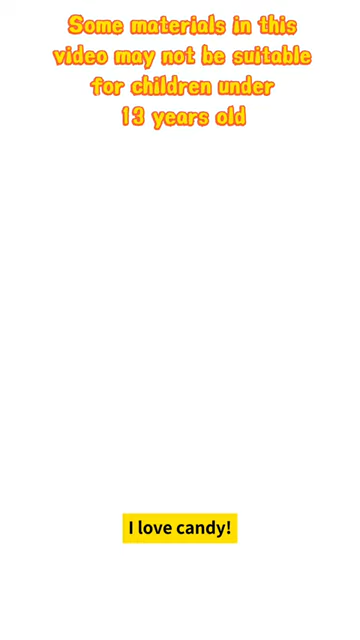 Some materials in this
video may not be suitable
for children under
13 years old
I love candy!